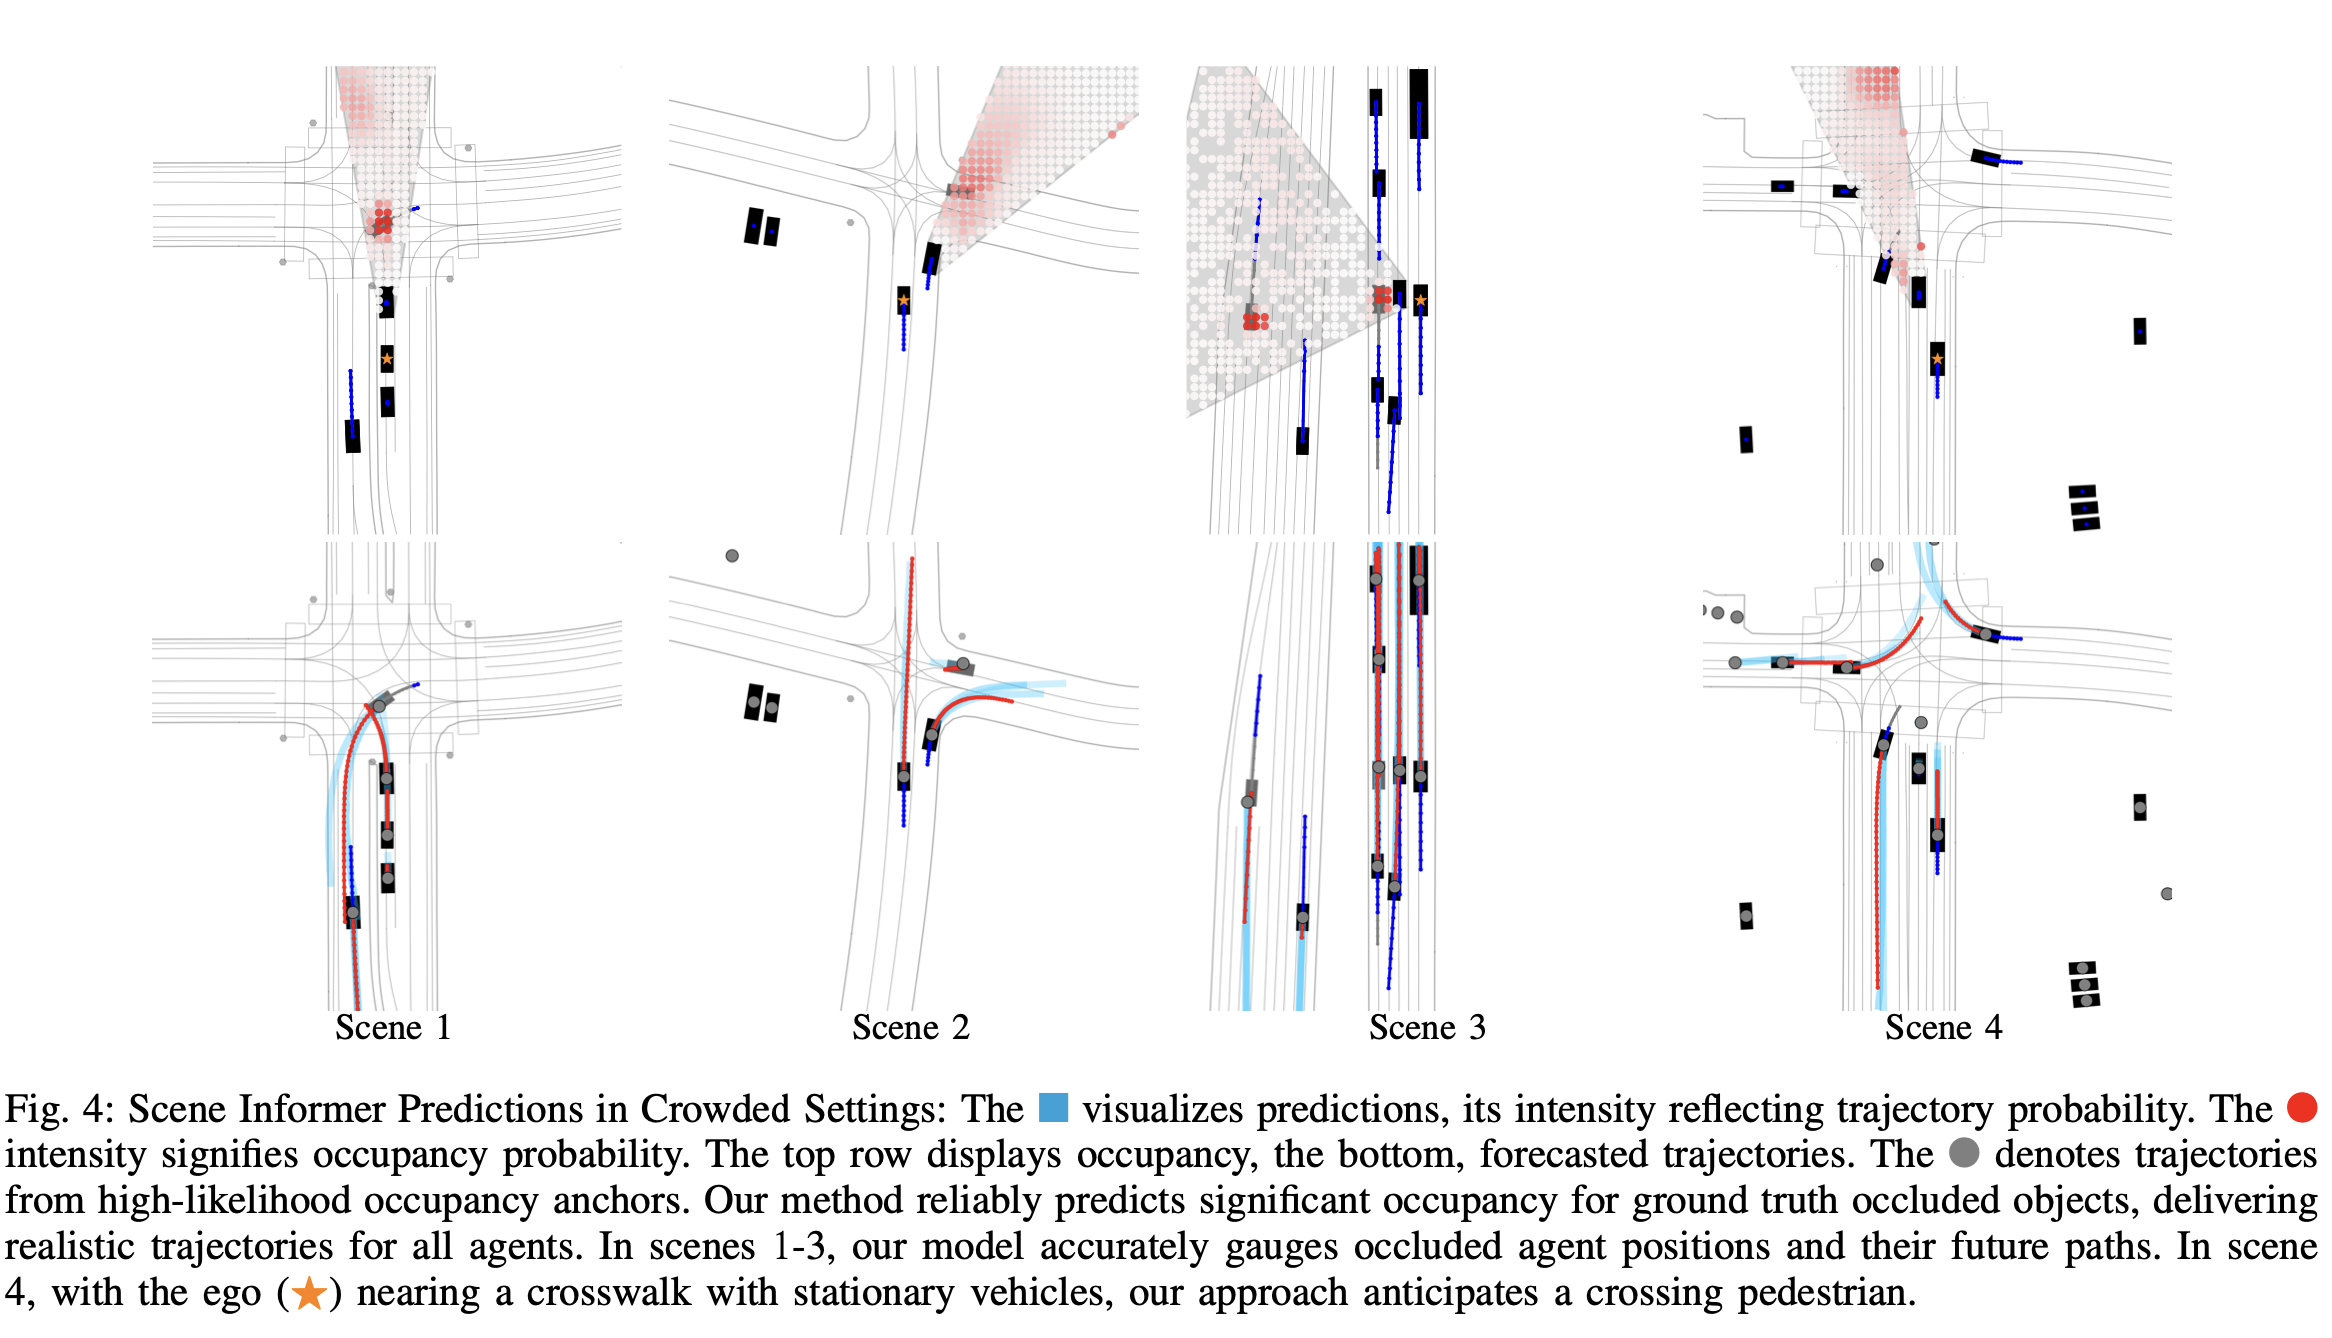 Scene 1 Scene 2 Scene 3 Scene 4
Fig. 4: Scene Informer Predictions in Crowded Settings: The visualizes predictions, its intensity reflecting trajectory probability. The
intensity signifies occupancy probability. The top row displays occupancy, the bottom, forecasted trajectories. The denotes trajectories
from high-likelihood occupancy anchors. Our method reliably predicts significant occupancy for ground truth occluded objects, delivering
realistic trajectories for all agents. In scenes 1-3, our model accurately gauges occluded agent positions and their future paths. In scene
4, with the ego (★) nearing a crosswalk with stationary vehicles, our approach anticipates a crossing pedestrian.